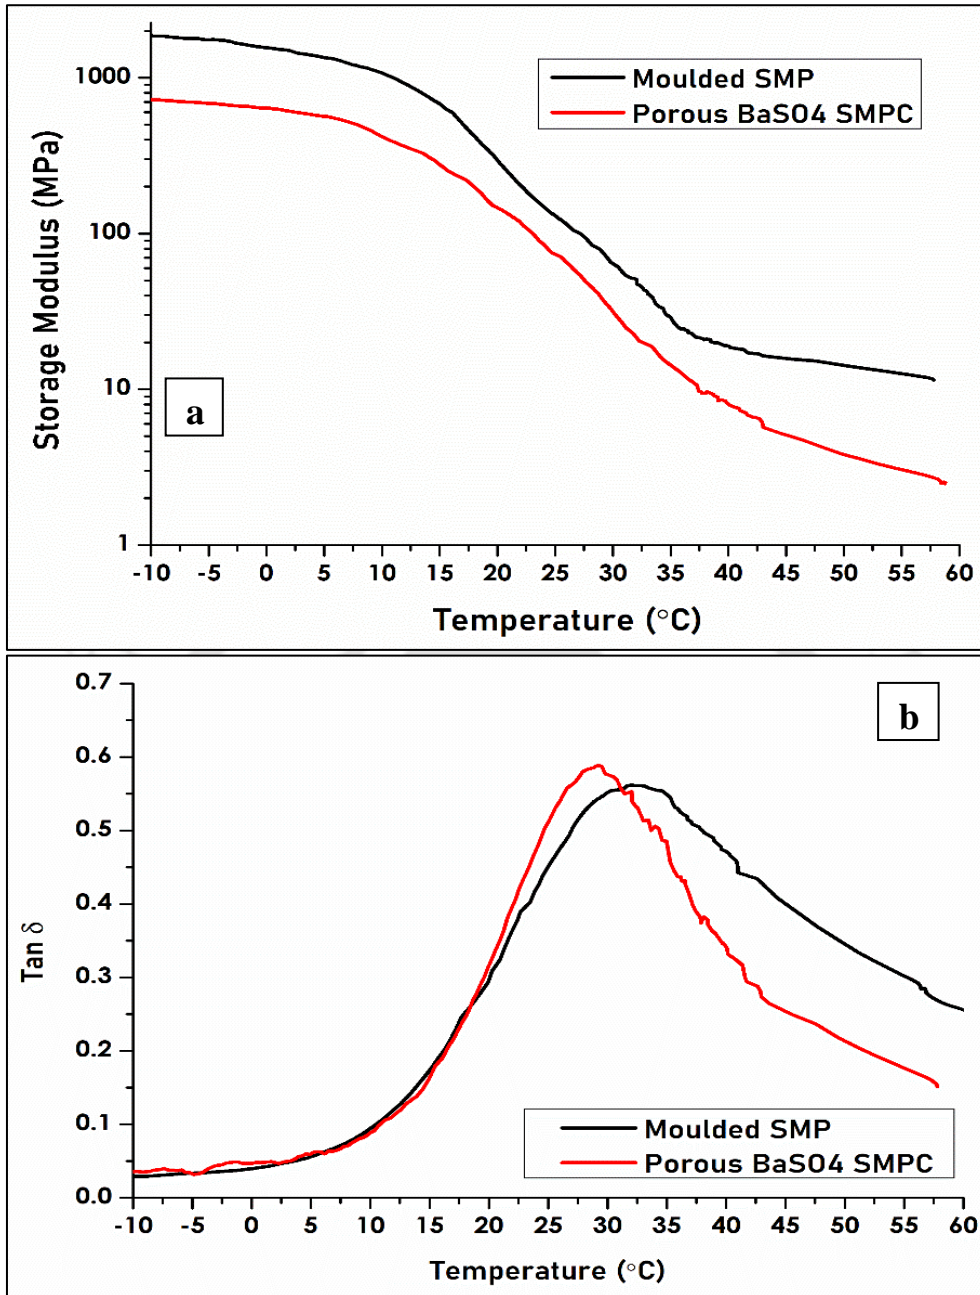 Moulded SMP
Porous BaSO4 SMPC
Storage Modulus (MPa)
1000
100
10
1
a
-10 -5 0 5 10 15 20 25 30 35 40 45 50 55 60
Temperature (°C)
b
0.7
0.6
0.5
0.4
0.3
0.2
0.1
0.0
Tan δ
Moulded SMP
Porous BaSO4 SMPC
-10 -5 0 5 10 15 20 25 30 35 40 45 50 55 60
Temperature (°C)